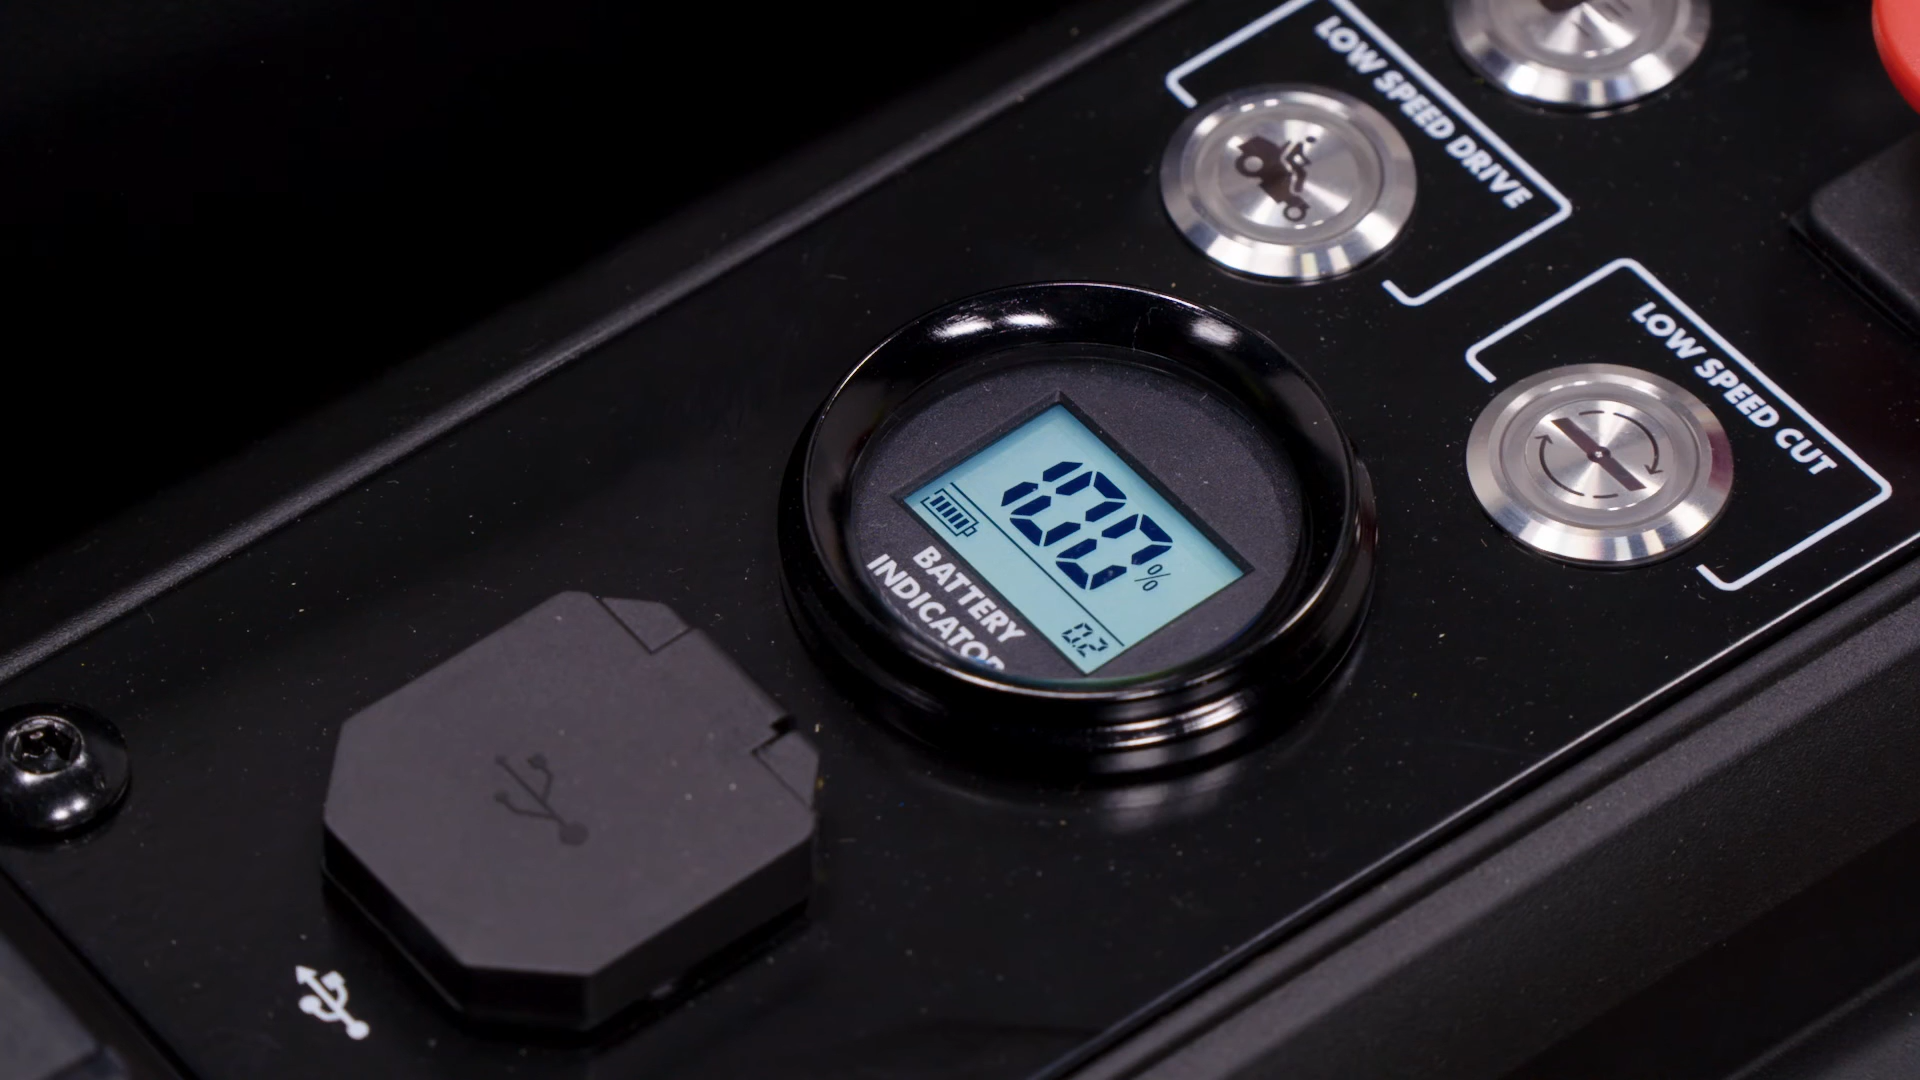 LOW SPEED DRIVE
LOW SPEED CUT
100%
0.2
BATTERY
INDICATOR